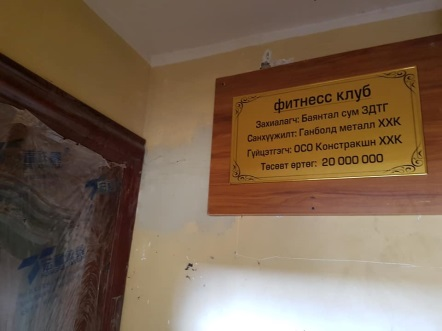 фитнесс клуб
Захиалагч: Баянтал сум ЗДТГ
Санхүүжилт: Ганболд металл ХХК
Гүйцэтгэгч: ОСО Констракшн ХХК
Төсөвт өртөг: 20 000 000